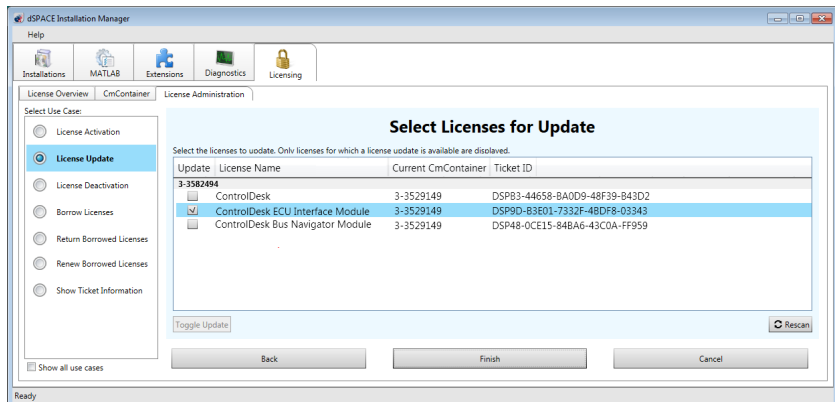 dSPACE Installation Manager
Help
Installations MATLAB Extensions Diagnostics Licensing
License Overview CmContainer License Administration
Select Use Case:
License Activation
License Update
License Deactivation
Borrow Licenses
Return Borrowed Licenses
Renew Borrowed Licenses
Show Ticket Information
Show all use cases
Select Licenses for Update
Select the licenses to update. Only licenses for which a license update is available are displayed.
Update License Name Current CmContainer Ticket ID
3-3582494
ControlDesk 3-3529149 DSPB3-44658-BA0D9-48F39-B43D2
ControlDesk ECU Interface Module 3-3529149 DSP9D-B3E01-7332F-4BDF8-03343
ControlDesk Bus Navigator Module 3-3529149 DSP48-0CE15-84BA6-43C0A-FF959
Toggle Update Rescan
Back Finish Cancel
Ready